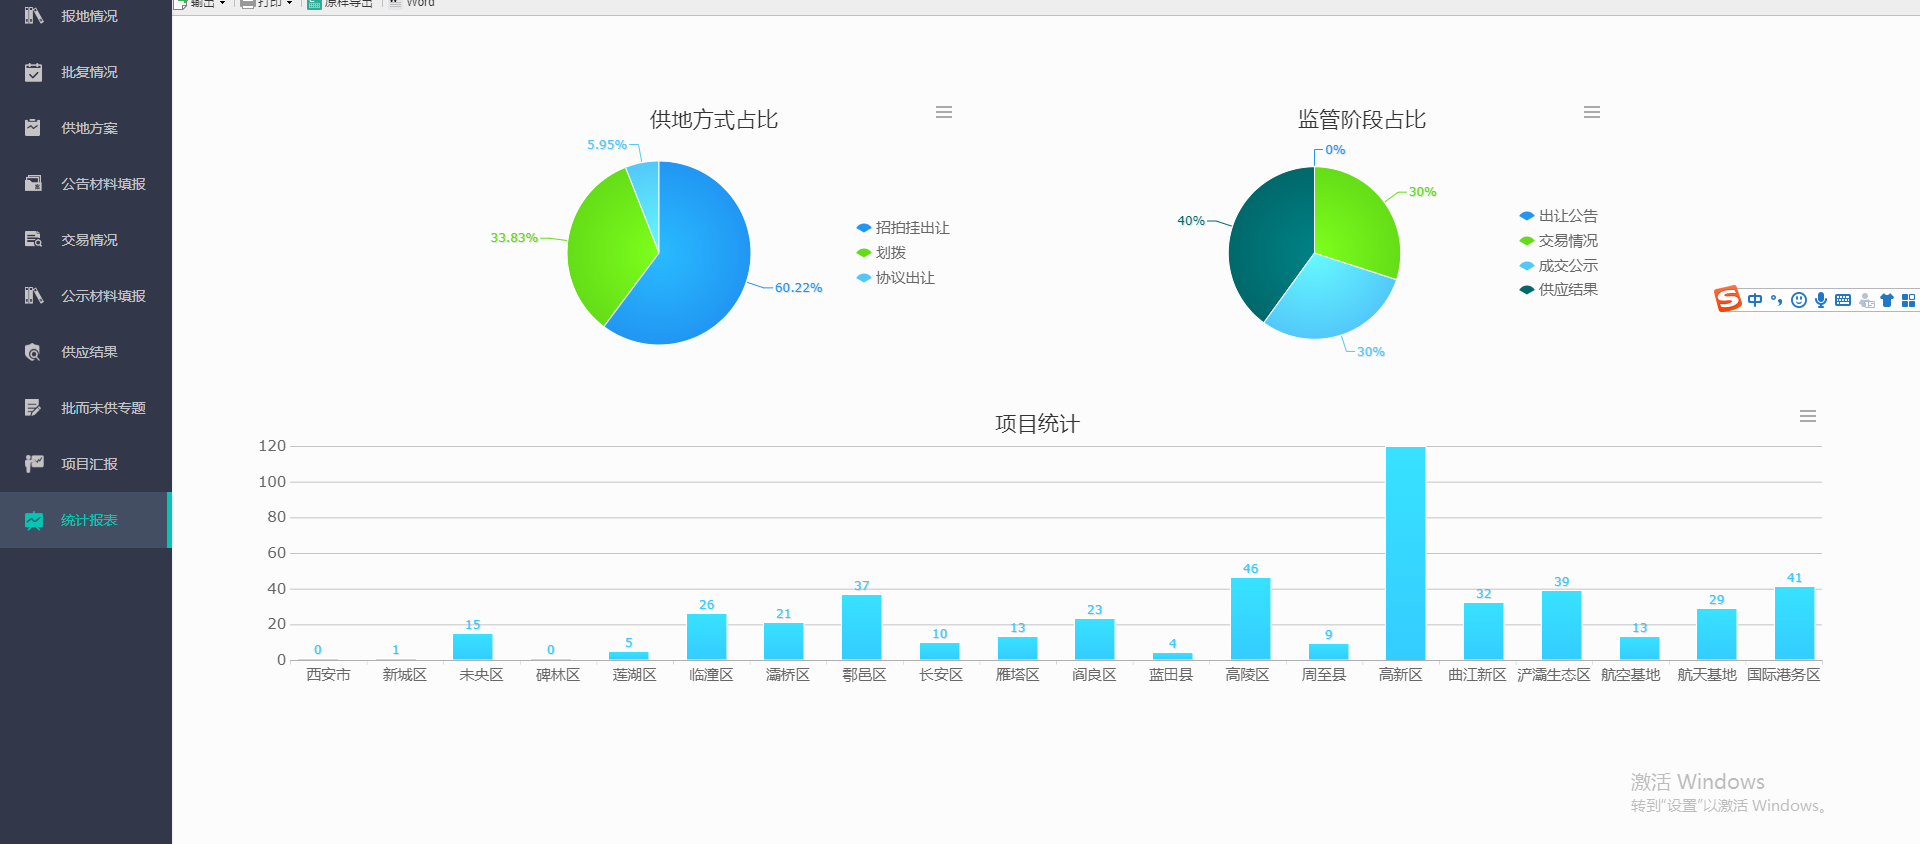 输出 打印 原样导出 Word
报地情况
批复情况
供地方案
公告材料填报
交易情况
公示材料填报
供应结果
批而未供专题
项目汇报
统计报表
供地方式占比
5.95%
33.83%
60.22%
招拍挂出让
划拨
协议出让
监管阶段占比
0%
30%
40%
30%
出让公告
交易情况
成交公示
供应结果
中
项目统计
120
100
80
60
40
20
0
0 1 15 0 5 26 21 37 10 13 23 4 46 9 32 39 13 29 41
西安市 新城区 未央区 碑林区 莲湖区 临潼区 灞桥区 鄠邑区 长安区 雁塔区 阎良区 蓝田县 高陵区 周至县 高新区 曲江新区 浐灞生态区 航空基地 航天基地 国际港务区
激活 Windows
转到“设置”以激活 Windows。